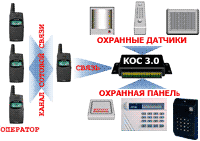 ОХРАННЫЕ ДАТЧИКИ
КАНАЛ СОТОВОЙ СВЯЗИ
СВЯЗЬ
КОС 3.0
ОХРАННАЯ ПАНЕЛЬ
ОПЕРАТОР